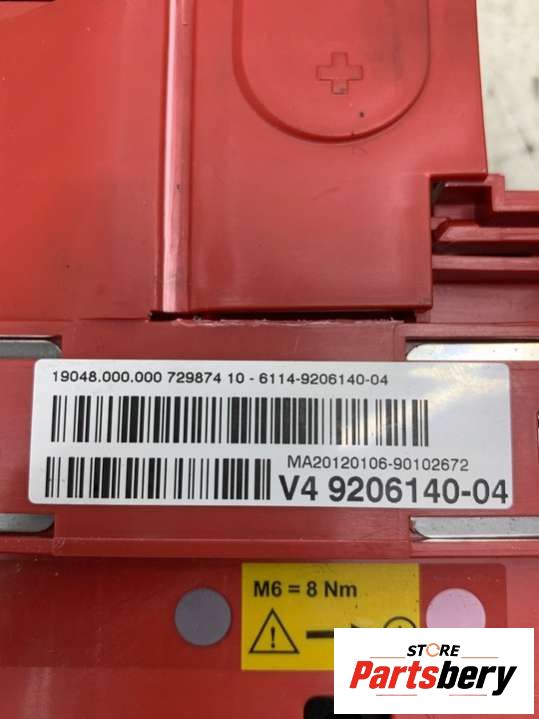 19048.000.000 729874 10 - 6114-9206140-04
MA20120106-90102672
V4 9206140-04
M6 = 8 Nm
STORE
Partsbery